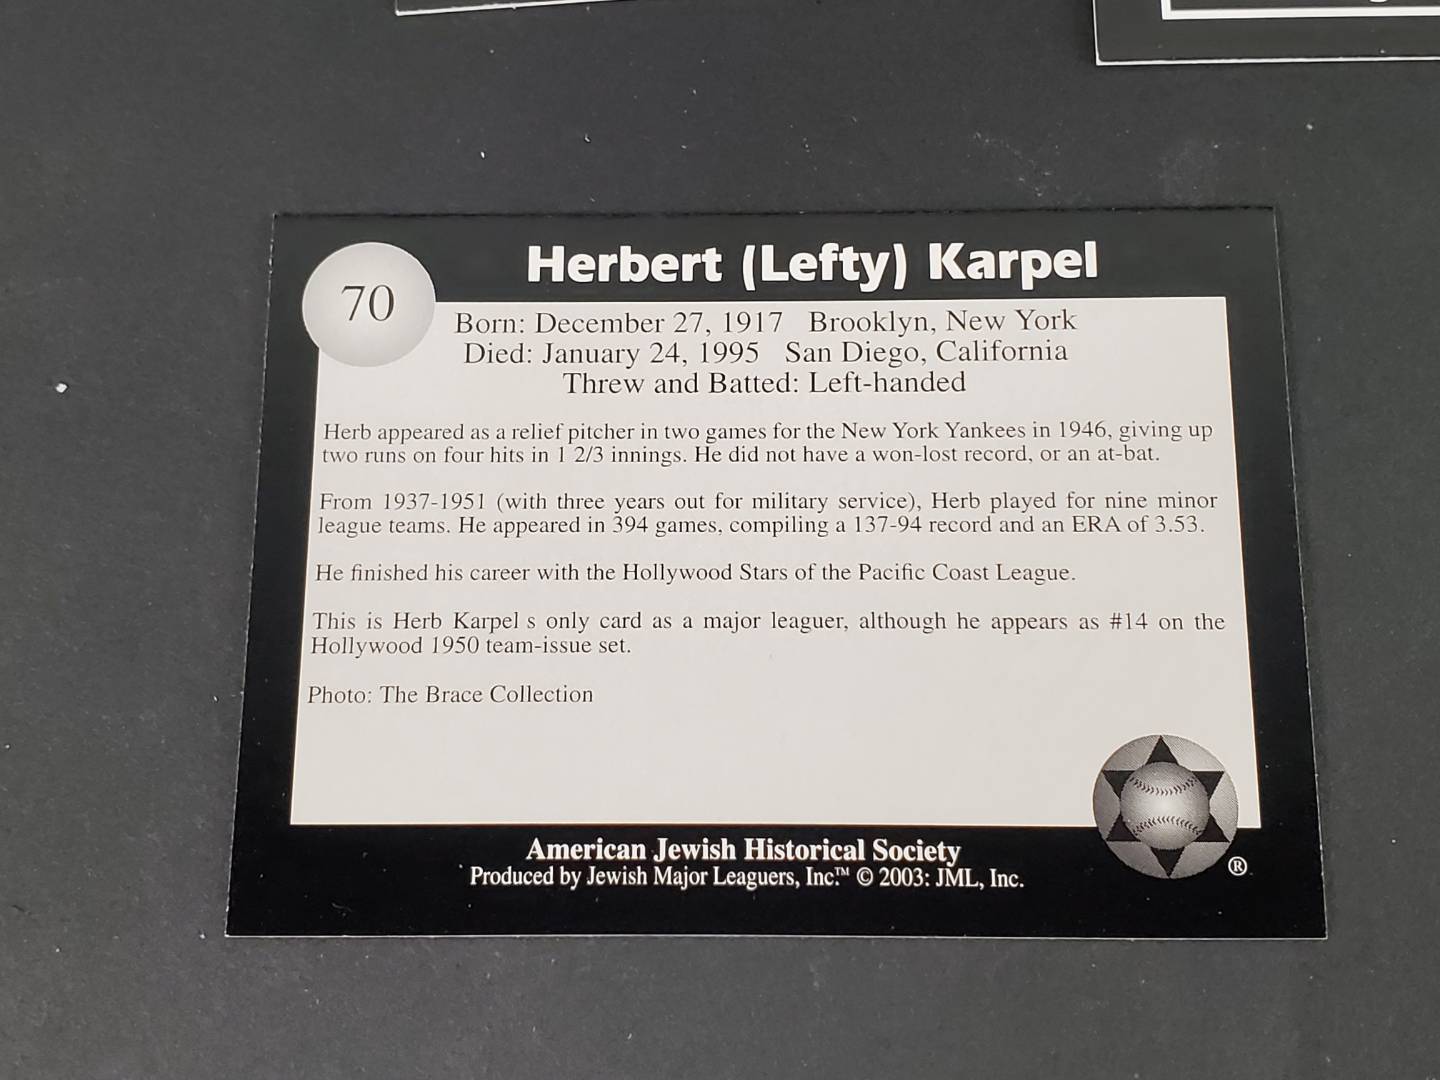 Herbert (Lefty) Karpel
70
Born: December 27, 1917 Brooklyn, New York
Died: January 24, 1995 San Diego, California
Threw and Batted: Left-handed
Herb appeared as a relief pitcher in two games for the New York Yankees in 1946, giving up
two runs on four hits in 1 2/3 innings. He did not have a won-lost record, or an at-bat.
From 1937-1951 (with three years out for military service), Herb played for nine minor
league teams. He appeared in 394 games, compiling a 137-94 record and an ERA of 3.53.
He finished his career with the Hollywood Stars of the Pacific Coast League.
This is Herb Karpel s only card as a major leaguer, although he appears as #14 on the
Hollywood 1950 team-issue set.
Photo: The Brace Collection
American Jewish Historical Society
Produced by Jewish Major Leaguers, Inc.™ © 2003: JML, Inc.
®